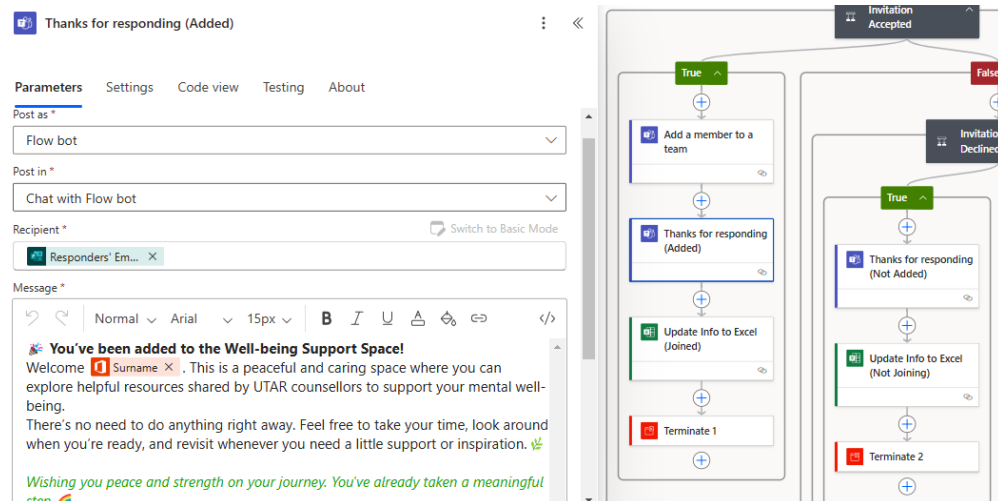 Thanks for responding (Added)
Parameters Settings Code view Testing About
Post as *
Flow bot
Post in *
Chat with Flow bot
Recipient *
Switch to Basic Mode
Responders' Em...
Message *
Normal Arial 15px B I U A </>
🎉 You've been added to the Well-being Support Space!
Welcome Surname . This is a peaceful and caring space where you can
explore helpful resources shared by UTAR counsellors to support your mental well-
being.
There's no need to do anything right away. Feel free to take your time, look around
when you're ready, and revisit whenever you need a little support or inspiration. 🌿
Wishing you peace and strength on your journey. You've already taken a meaningful
step. 🌈
Invitation
Accepted
True
False
Add a member to a
team
Thanks for responding
(Added)
Update Info to Excel
(Joined)
Terminate 1
Invitation
Declined
True
Thanks for responding
(Not Added)
Update Info to Excel
(Not Joining)
Terminate 2